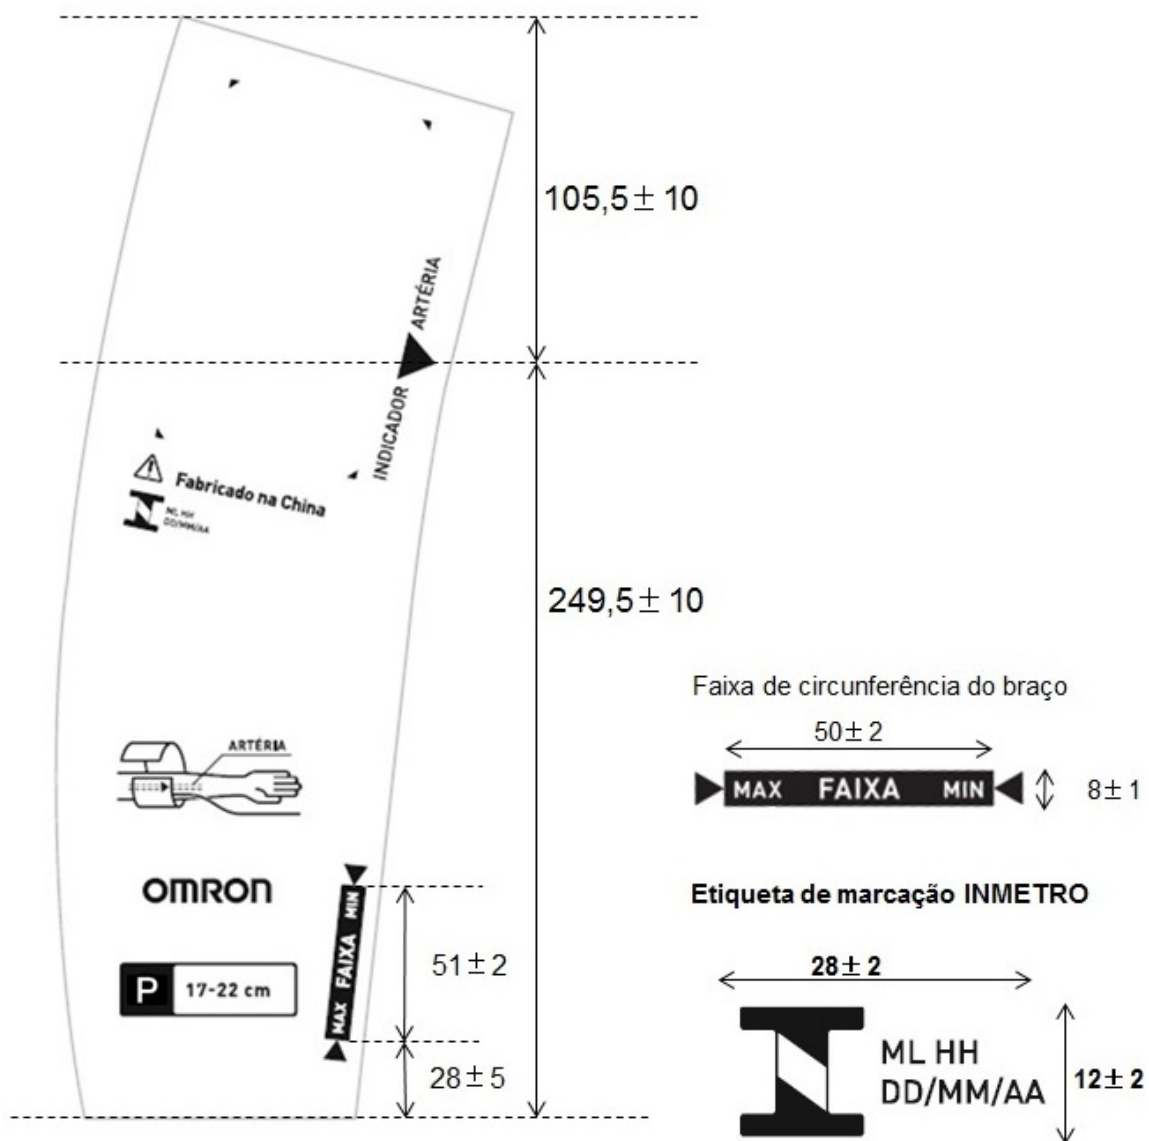 105,5± 10
INDICADOR ARTÉRIA
Fabricado na China
ML HH
DD/MM/AA
249,5± 10
ARTÉRIA
OMRON
P 17-22 cm
MAX FAIXA MIN
51±2
28±5
Faixa de circunferência do braço
50±2
MAX FAIXA MIN
8±1
Etiqueta de marcação INMETRO
28±2
ML HH
DD/MM/AA
12±2